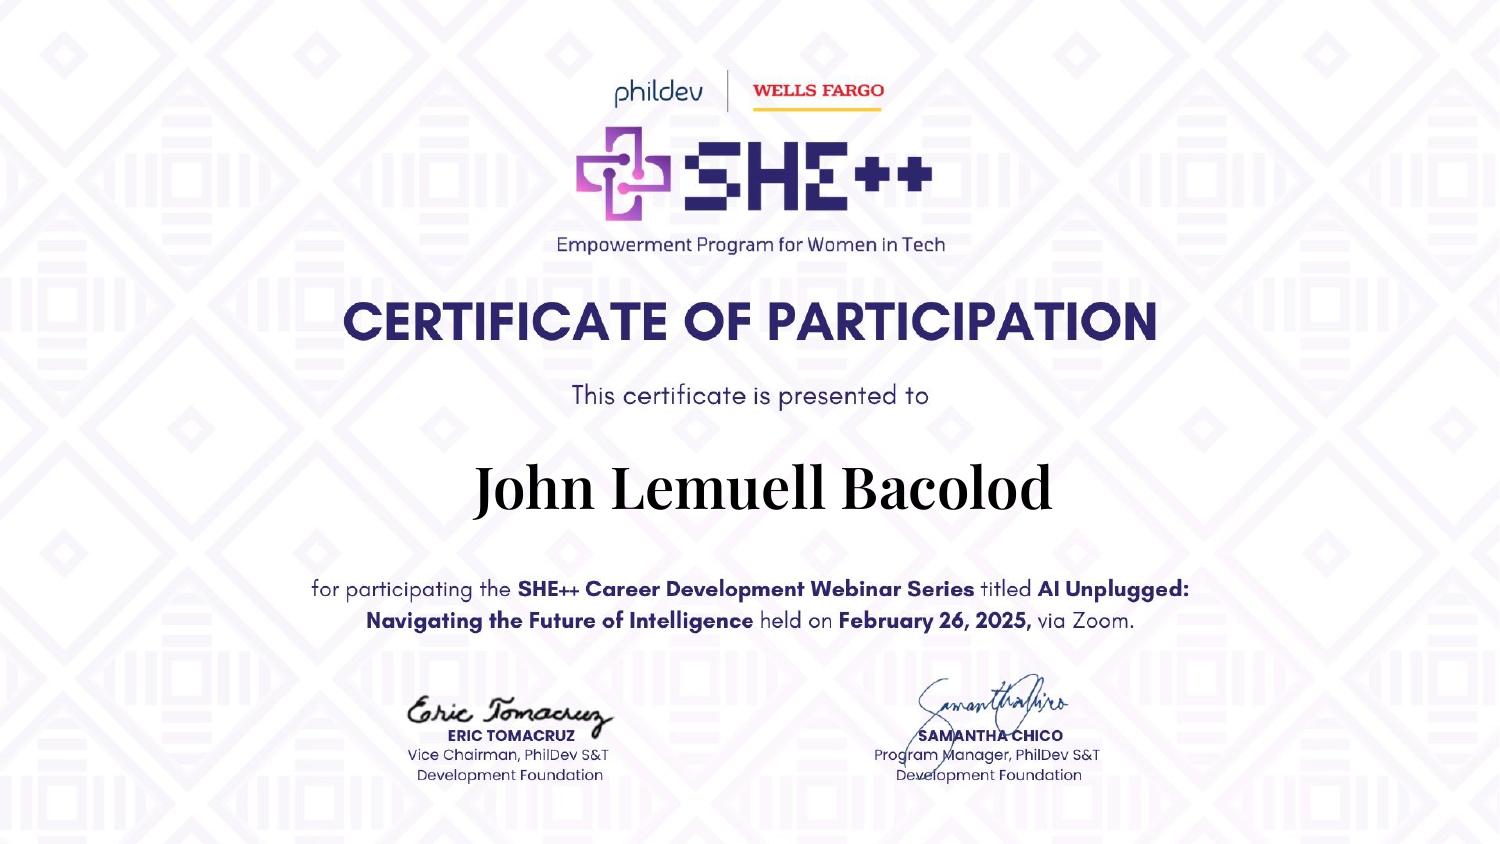 phildev
WELLS FARGO
SHE++
Empowerment Program for Women in Tech
CERTIFICATE OF PARTICIPATION
This certificate is presented to
John Lemuell Bacolod
for participating the SHE++ Career Development Webinar Series titled AI Unplugged:
Navigating the Future of Intelligence held on February 26, 2025, via Zoom.
Eric Tomacruz
ERIC TOMACRUZ
Vice Chairman, PhilDev S&T
Development Foundation
Samantha Chico
SAMANTHA CHICO
Program Manager, PhilDev S&T
Development Foundation